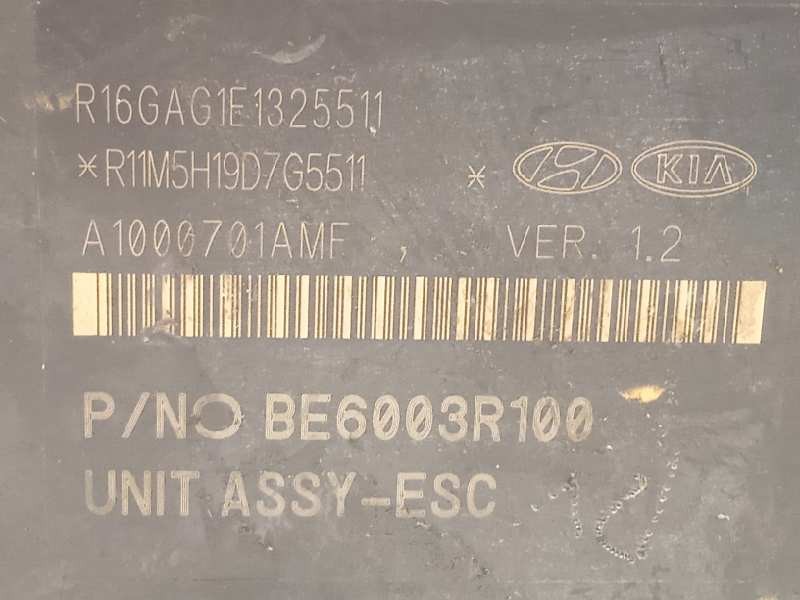 R16GAG1E1325511
*R11M5H19D7G5511 * KIA
A1000701AMF , VER. 1.2
P/NO BE6003R100
UNIT ASSY-ESC